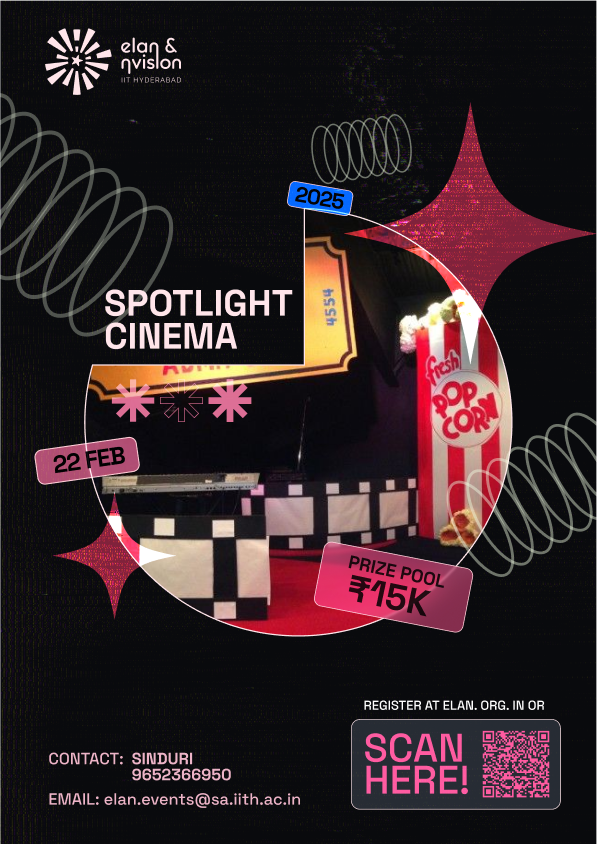 elan &
ηvision
IIT HYDERABAD
2025
4554
SPOTLIGHT
CINEMA
22 FEB
fresh
POP
CORN
PRIZE POOL
₹15K
REGISTER AT ELAN. ORG. IN OR
SCAN
HERE!
CONTACT: SINDURI
9652366950
EMAIL: elan.events@sa.iith.ac.in